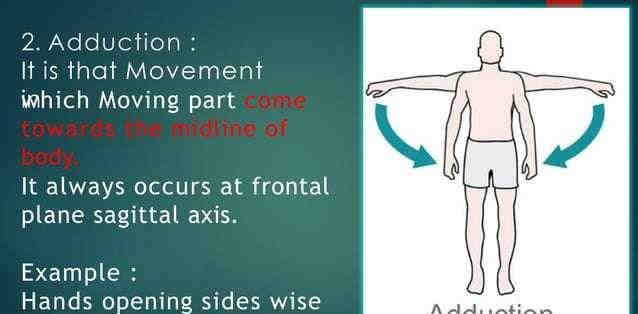 2. Adduction :
It is that Movement
in
which Moving part come
towards the midline of
body.
It always occurs at frontal
plane sagittal axis.
Example :
Hands opening sides wise
Adduction